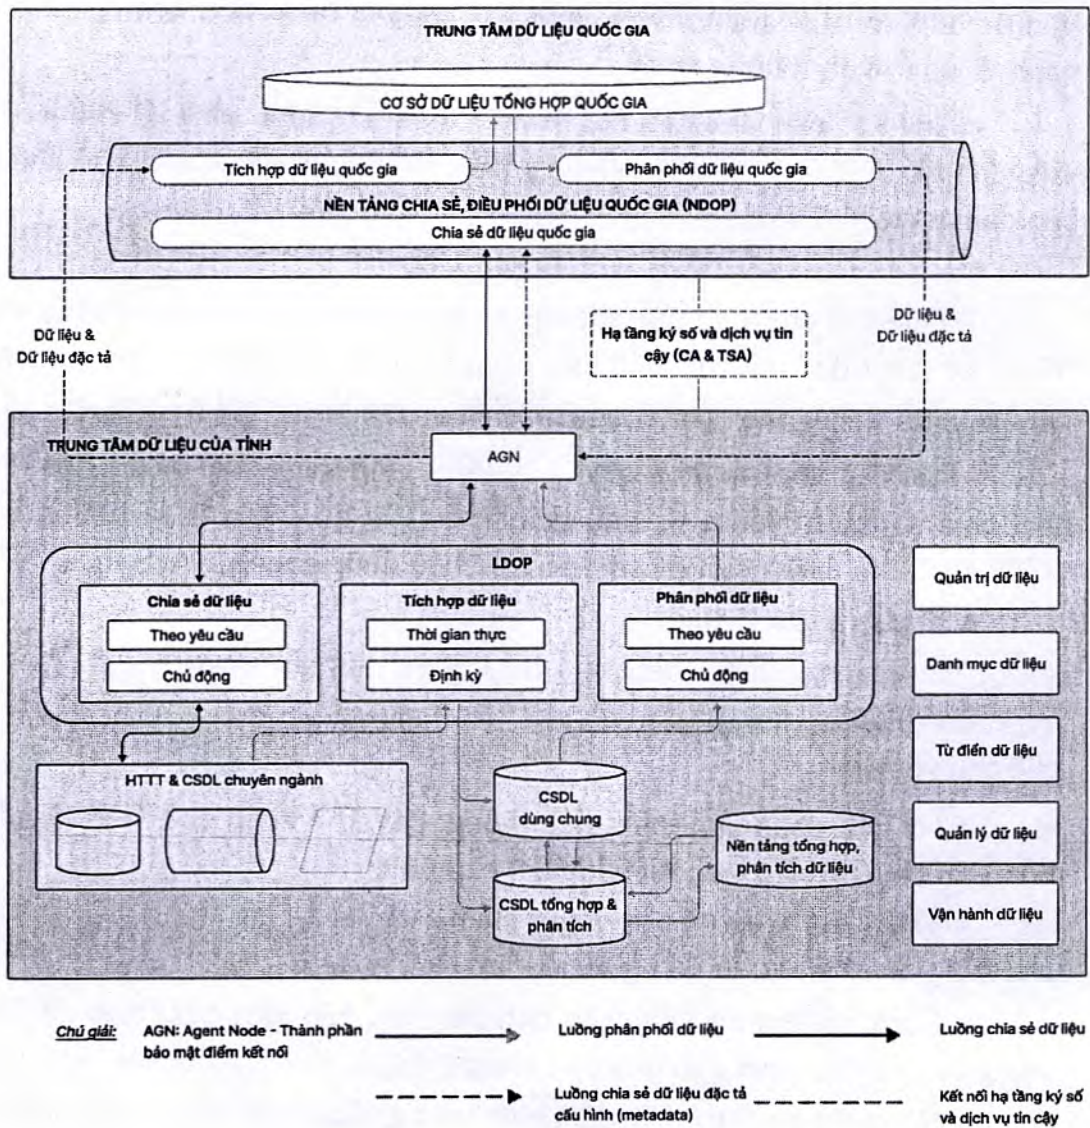 TRUNG TÂM DỮ LIỆU QUỐC GIA
CƠ SỞ DỮ LIỆU TỔNG HỢP QUỐC GIA
Tích hợp dữ liệu quốc gia
Phân phối dữ liệu quốc gia
NỀN TẢNG CHIA SẺ, ĐIỀU PHỐI DỮ LIỆU QUỐC GIA (NDOP)
Chia sẻ dữ liệu quốc gia
Dữ liệu &
Dữ liệu đặc tả
Hạ tầng ký số và dịch vụ tin
cậy (CA & TSA)
Dữ liệu &
Dữ liệu đặc tả
TRUNG TÂM DỮ LIỆU CỦA TỈNH
AGN
LDOP
Chia sẻ dữ liệu
Theo yêu cầu
Chủ động
Tích hợp dữ liệu
Thời gian thực
Định kỳ
Phân phối dữ liệu
Theo yêu cầu
Chủ động
Quản trị dữ liệu
Danh mục dữ liệu
Từ điển dữ liệu
Quản lý dữ liệu
Vận hành dữ liệu
HTTT & CSDL chuyên ngành
CSDL
dùng chung
Nền tảng tổng hợp,
phân tích dữ liệu
CSDL tổng hợp &
phân tích
Chú giải:
AGN: Agent Node - Thành phần
bảo mật điểm kết nối
Luồng phân phối dữ liệu
Luồng chia sẻ dữ liệu
Luồng chia sẻ dữ liệu đặc tả
cấu hình (metadata)
Kết nối hạ tầng ký số
và dịch vụ tin cậy